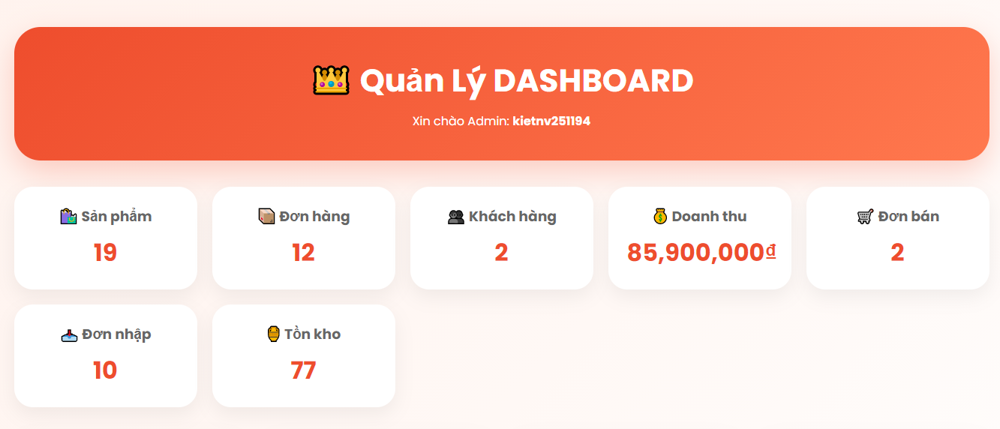 👑 Quản Lý DASHBOARD
Xin chào Admin: kietnv251194
🛍️ Sản phẩm
19
📦 Đơn hàng
12
👥 Khách hàng
2
💰 Doanh thu
85,900,000₫
🛒 Đơn bán
2
📥 Đơn nhập
10
⚱️ Tồn kho
77